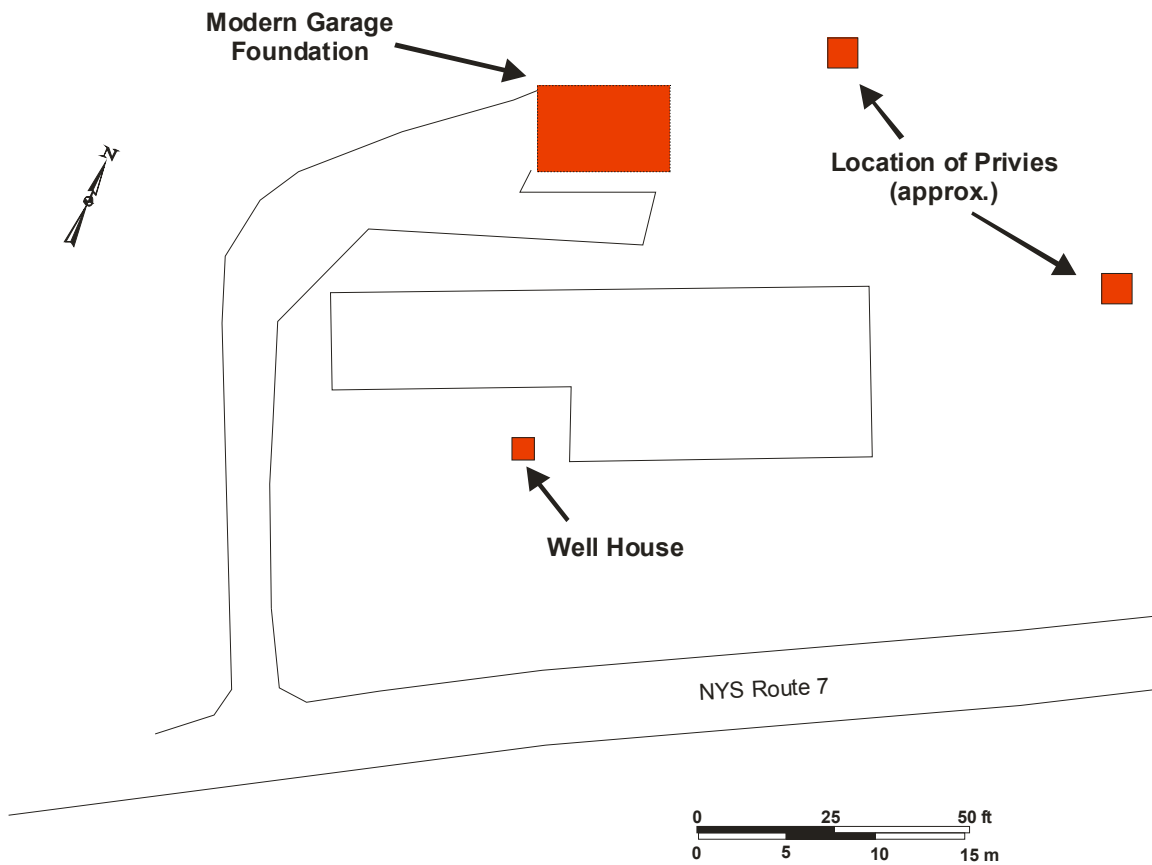 Modern Garage
Foundation
N
Location of Privies
(approx.)
Well House
NYS Route 7
0 25 50 ft
0 5 10 15 m